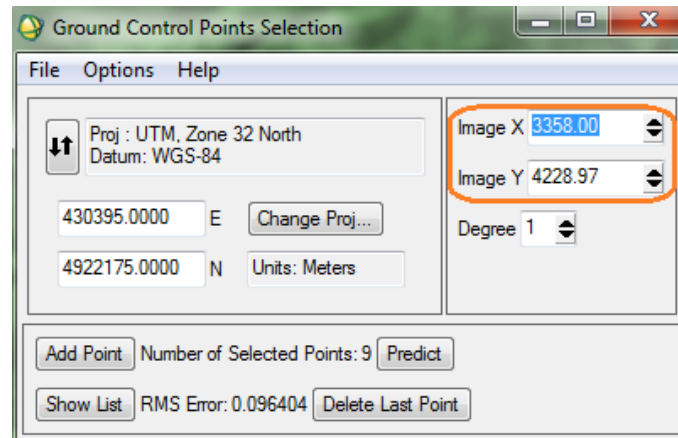 Ground Control Points Selection
File Options Help
Proj : UTM, Zone 32 North
Datum: WGS-84
430395.0000 E Change Proj...
4922175.0000 N Units: Meters
Image X 3358.00
Image Y 4228.97
Degree 1
Add Point Number of Selected Points: 9 Predict
Show List RMS Error: 0.096404 Delete Last Point